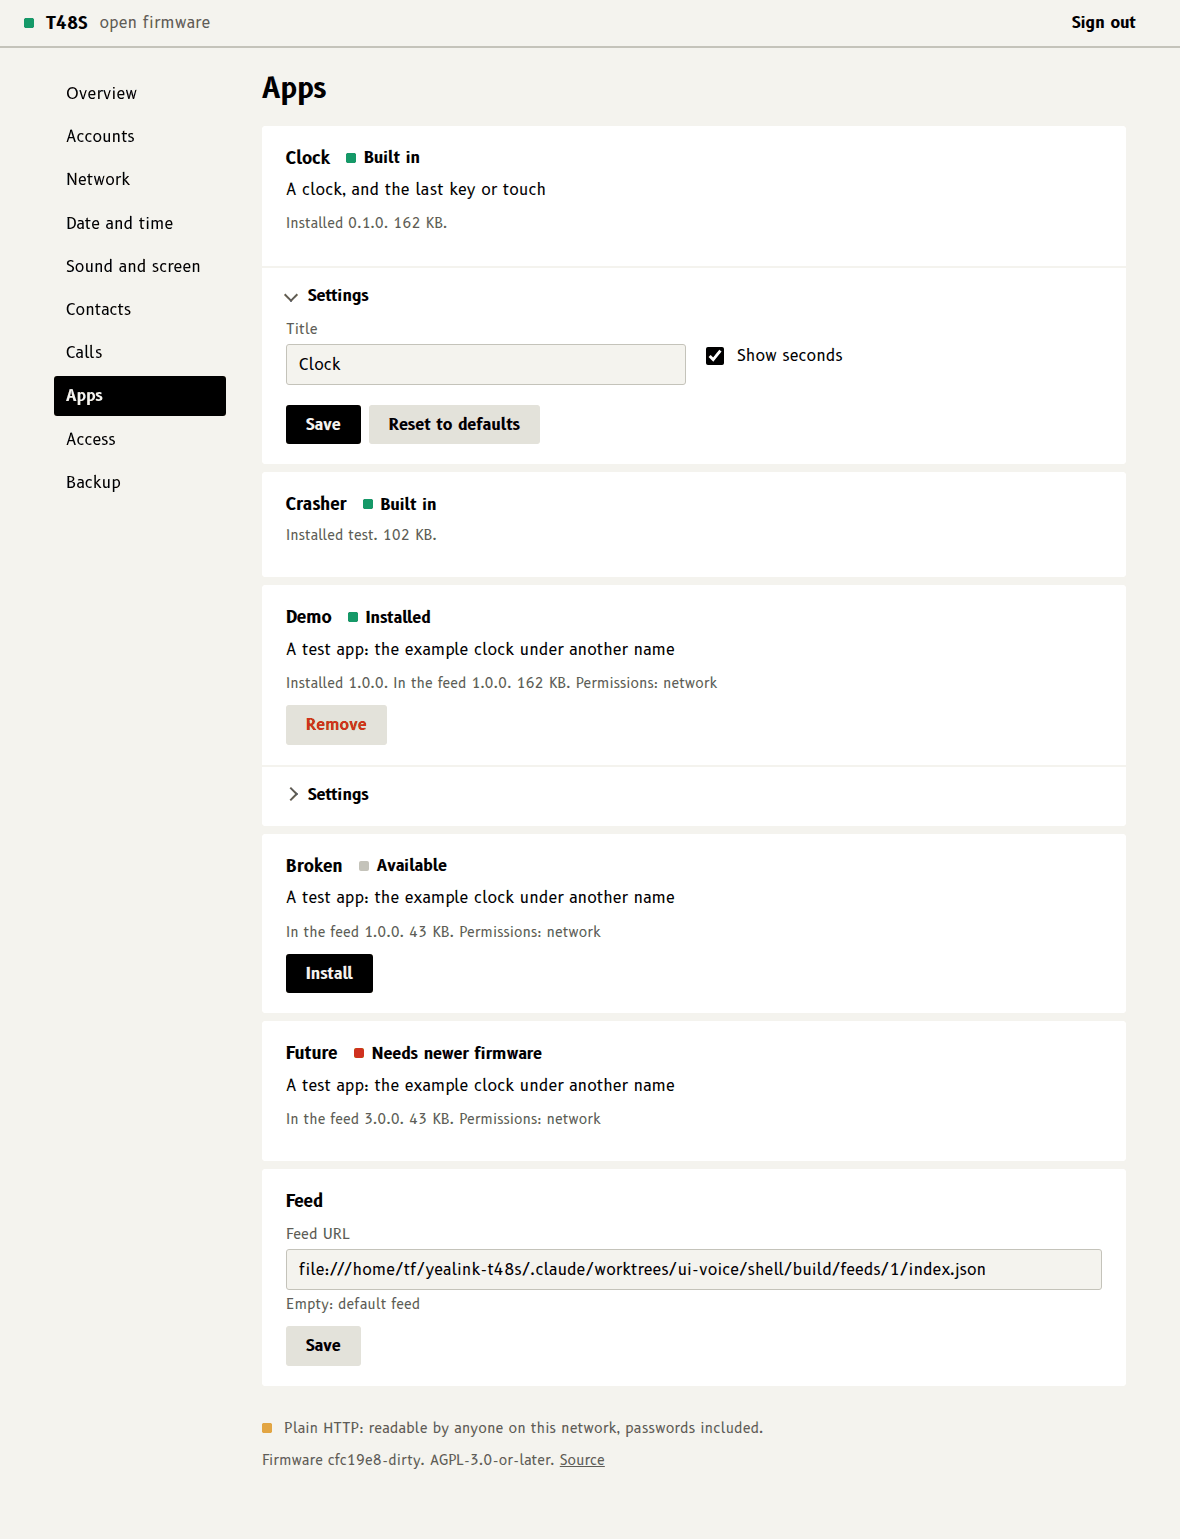 T48S open firmware
Sign out
Overview
Accounts
Network
Date and time
Sound and screen
Contacts
Calls
Apps
Access
Backup
Apps
Clock Built in
A clock, and the last key or touch
Installed 0.1.0. 162 KB.
Settings
Title
Clock
Show seconds
Save
Reset to defaults
Crasher Built in
Installed test. 102 KB.
Demo Installed
A test app: the example clock under another name
Installed 1.0.0. In the feed 1.0.0. 162 KB. Permissions: network
Remove
Settings
Broken Available
A test app: the example clock under another name
In the feed 1.0.0. 43 KB. Permissions: network
Install
Future Needs newer firmware
A test app: the example clock under another name
In the feed 3.0.0. 43 KB. Permissions: network
Feed
Feed URL
file:///home/tf/yealink-t48s/.claude/worktrees/ui-voice/shell/build/feeds/1/index.json
Empty: default feed
Save
Plain HTTP: readable by anyone on this network, passwords included.
Firmware cfc19e8-dirty. AGPL-3.0-or-later. Source